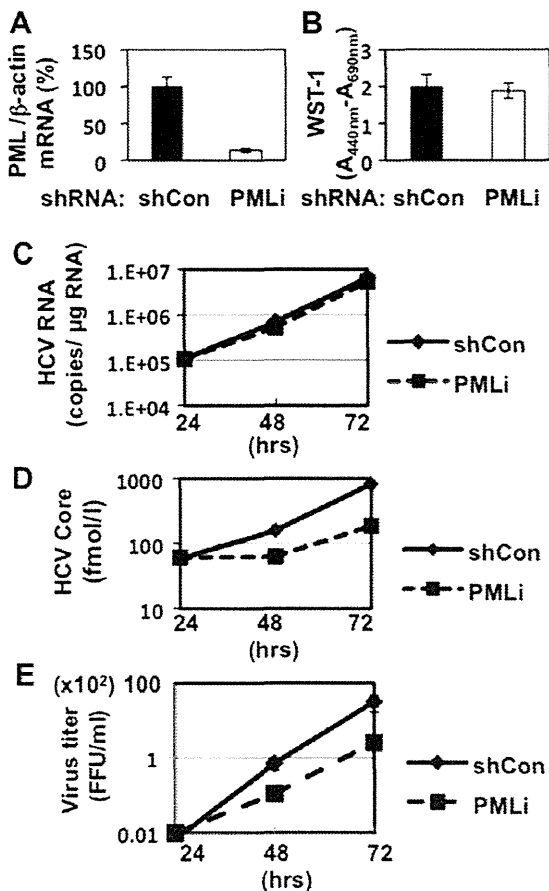 A
PML /β-actin
mRNA (%)
150
100
50
0
shRNA: shCon PMLi
B
WST-1
(A440nm-A690nm)
3
2
1
0
shRNA: shCon PMLi
C
HCV RNA
(copies/ µg RNA)
1.E+07
1.E+06
1.E+05
1.E+04
24 48 72
(hrs)
shCon
PMLi
D
HCV Core
(fmol/l)
1000
100
10
24 48 72
(hrs)
shCon
PMLi
E
(x10²)
Virus titer
(FFU/ml)
100
1
0.01
24 48 72
(hrs)
shCon
PMLi